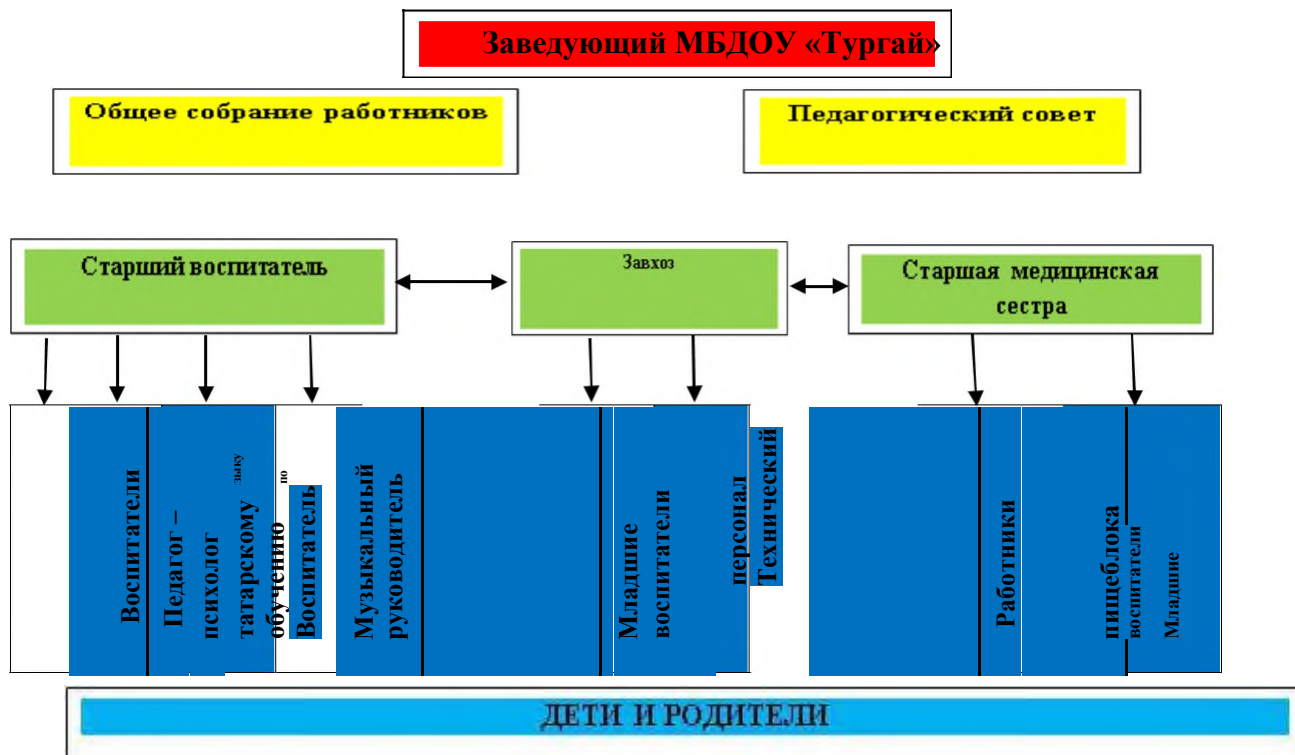 Заведующий МБДОУ «Тургай»
Общее собрание работников
Педагогический совет
Старший воспитатель
Завхоз
Старшая медицинская
сестра
Воспитатели
Педагог –
психолог
татарскому зыку
обучению по
Воспитатель
Музыкальный
руководитель
Младшие
воспитатели
персонал
Технический
Работники
пищеблока
воспитатели
Младшие
ДЕТИ И РОДИТЕЛИ